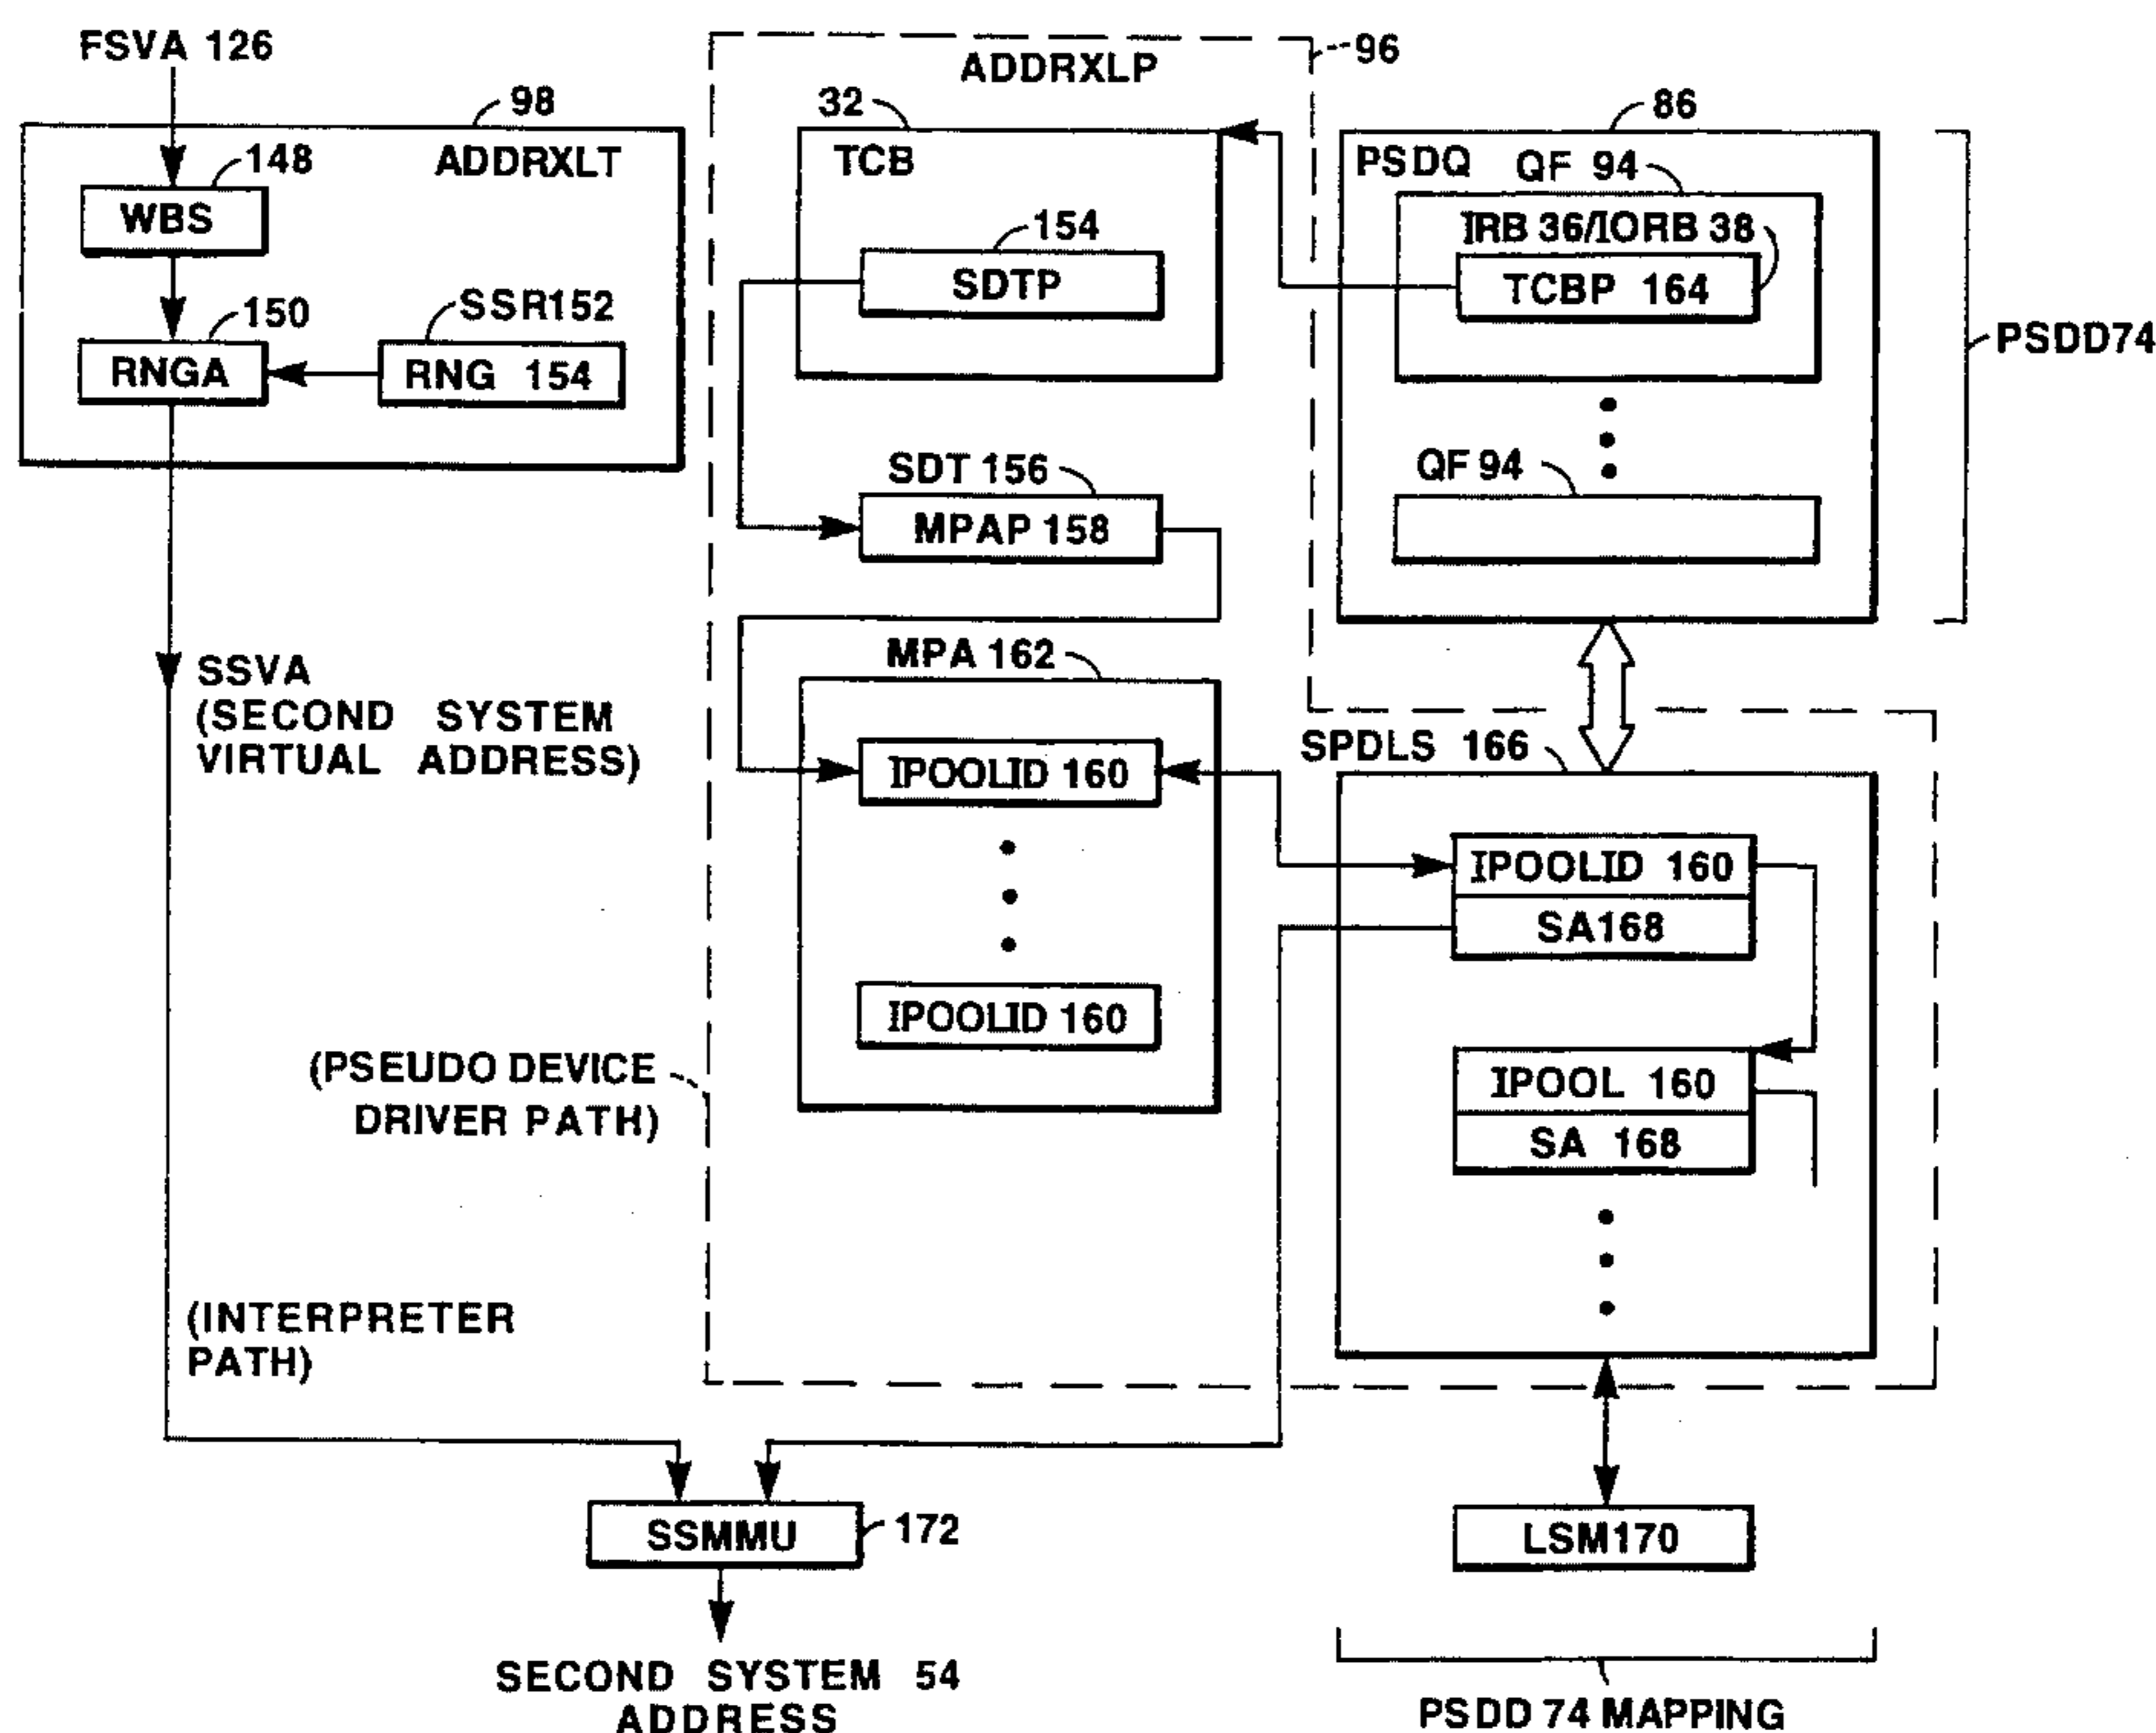 FSVA 126
98
ADDRXLT
148
WBS
150
RNGA
SSR152
RNG 154
SSVA
(SECOND SYSTEM
VIRTUAL ADDRESS)
(INTERPRETER
PATH)
ADDRXLP
96
32
TCB
154
SDTP
SDT 156
MPAP 158
MPA 162
IPOOLID 160
IPOOLID 160
(PSEUDO DEVICE
DRIVER PATH)
86
PSDQ
QF 94
IRB 36/IORB 38
TCBP 164
QF 94
PSDD74
SPDLS 166
IPOOLID 160
SA168
IPOOL 160
SA 168
SSMMU
172
SECOND SYSTEM 54
ADDRESS
LSM170
PSDD 74 MAPPING